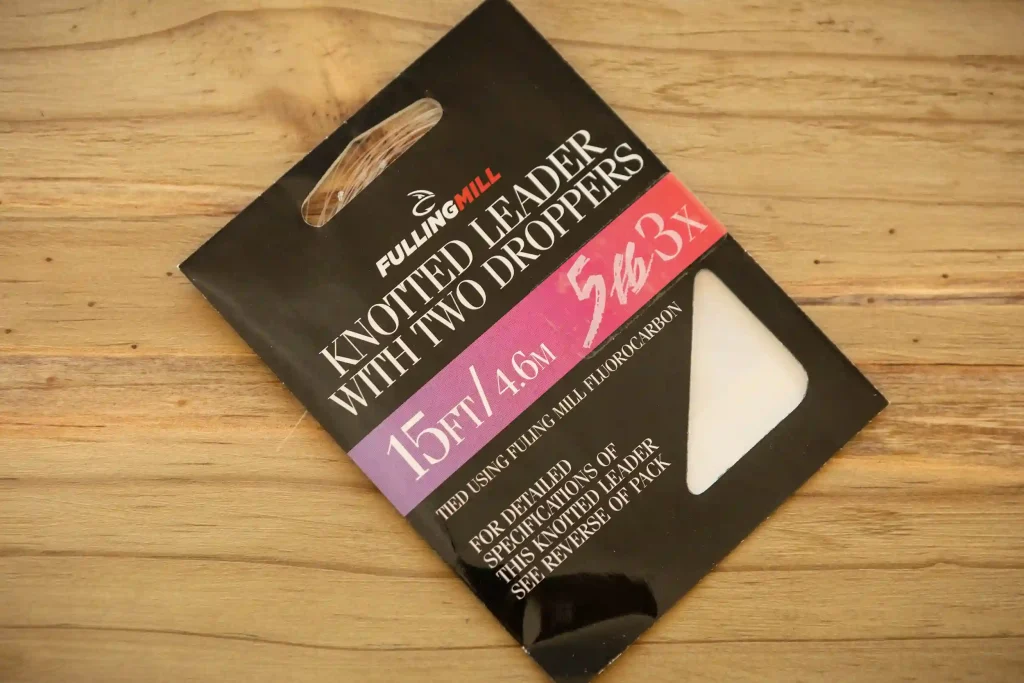 FULLINGMILL
KNOTTED LEADER
WITH TWO DROPPERS
15FT/4.6M 5lb 3X
TIED USING FULING MILL FLUOROCARBON
FOR DETAILED
SPECIFICATIONS OF
THIS KNOTTED LEADER
SEE REVERSE OF PACK